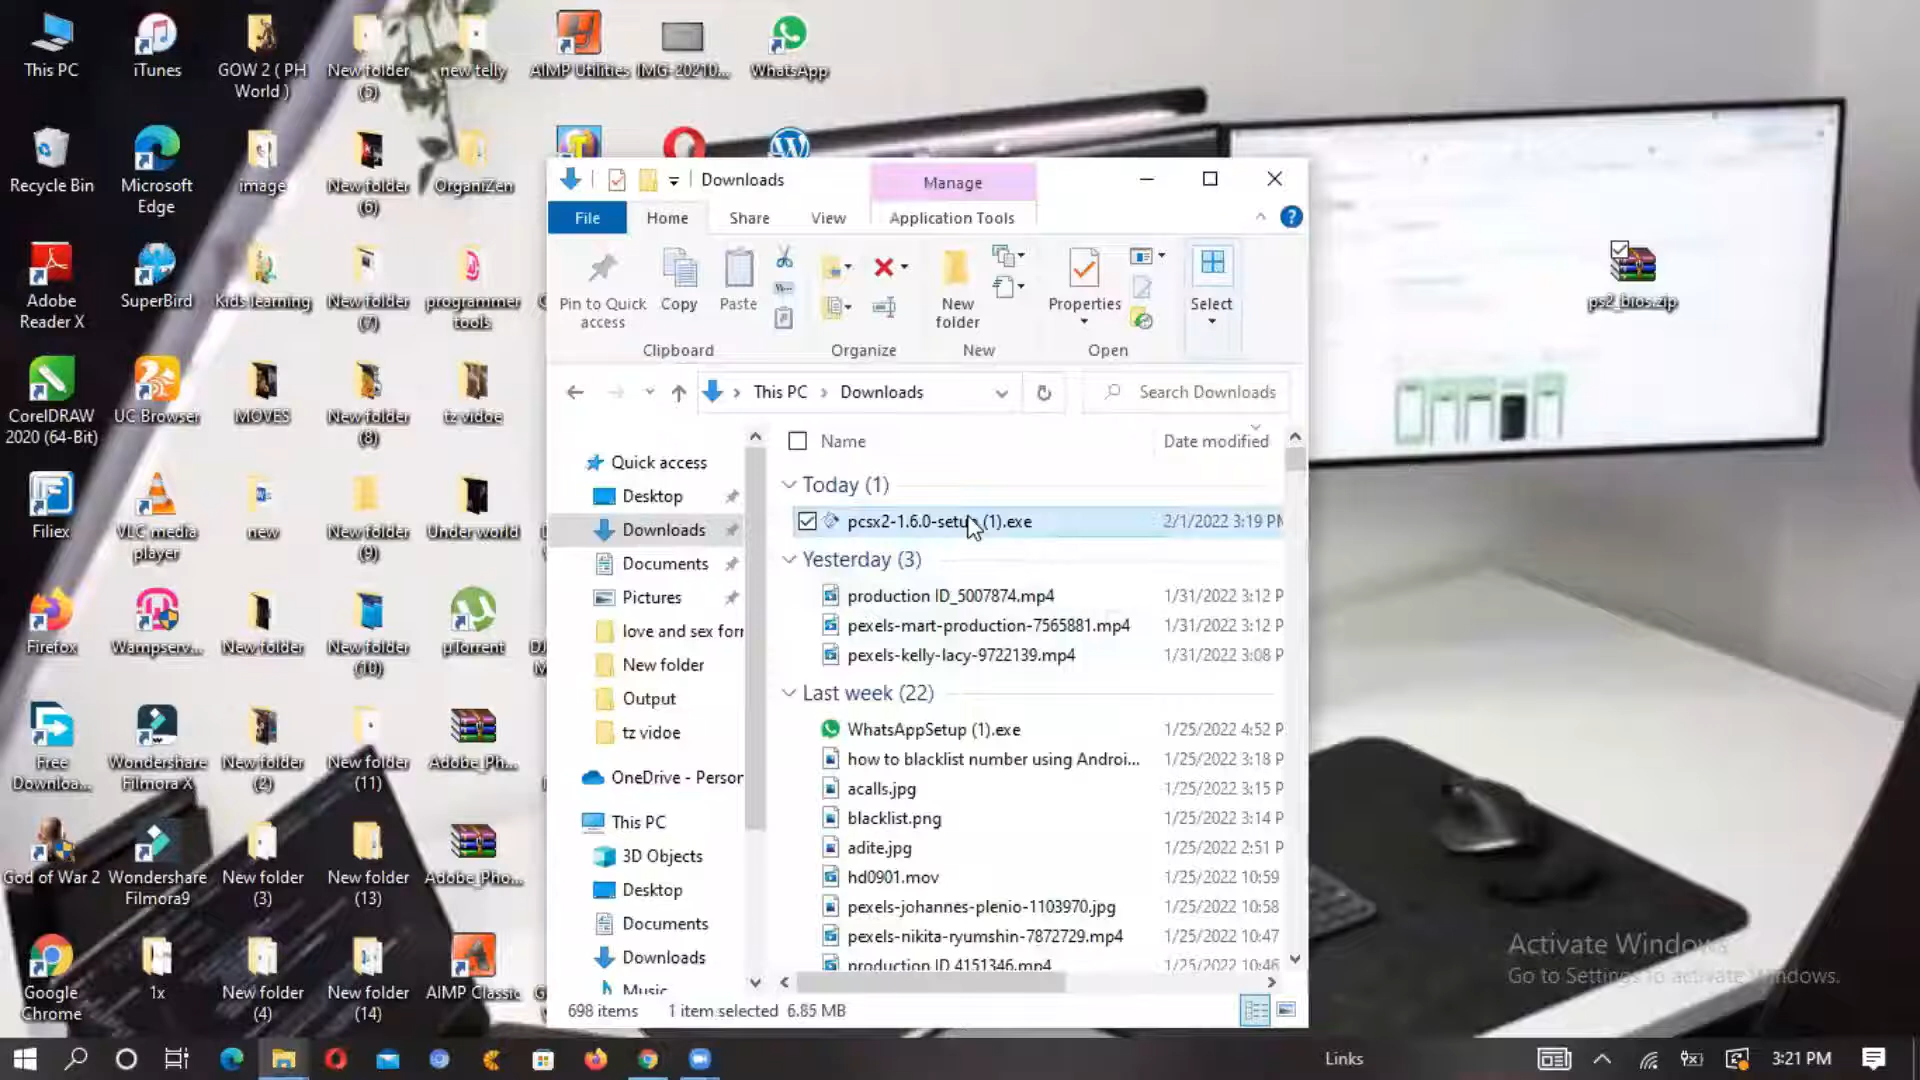 This PC
iTunes
GOW 2 ( PH
World )
New folder
(5)
new telly
AIMP Utilities
IMG-20210...
WhatsApp
Recycle Bin
Microsoft
Edge
image
New folder
(6)
OrganiZen
Adobe
Reader X
SuperBird
Kids learning
New folder
(7)
programmer
tools
CorelDRAW
2020 (64-Bit)
UC Browser
MOVES
New folder
(8)
tz vidoe
Filiex
VLC media
player
new
New folder
(9)
Under world
Firefox
Wampserv...
New folder
New folder
(10)
µTorrent
Free
Downloa...
Wondershare
Filmora X
New folder
(2)
New folder
(11)
Adobe_Ph...
God of War 2
Wondershare
Filmora9
New folder
(3)
New folder
(13)
Adobe_Pho...
Google
Chrome
1x
New folder
(4)
New folder
(14)
AIMP Classic
Downloads
Manage
File
Home
Share
View
Application Tools
Pin to Quick
access
Copy
Paste
New
folder
Properties
Select
Clipboard
Organize
New
Open
This PC
Downloads
Search Downloads
Quick access
Desktop
Downloads
Documents
Pictures
love and sex forr
New folder
Output
tz vidoe
OneDrive - Person
This PC
3D Objects
Desktop
Documents
Downloads
Music
Name
Date modified
Today (1)
pcsx2-1.6.0-setup (1).exe 2/1/2022 3:19 PM
Yesterday (3)
production ID_5007874.mp4 1/31/2022 3:12 P
pexels-mart-production-7565881.mp4 1/31/2022 3:12 P
pexels-kelly-lacy-9722139.mp4 1/31/2022 3:08 P
Last week (22)
WhatsAppSetup (1).exe 1/25/2022 4:52 P
how to blacklist number using Androi... 1/25/2022 3:18 P
acalls.jpg 1/25/2022 3:15 P
blacklist.png 1/25/2022 3:14 P
adite.jpg 1/25/2022 2:51 P
hd0901.mov 1/25/2022 10:59
pexels-johannes-plenio-1103970.jpg 1/25/2022 10:58
pexels-nikita-ryumshin-7872729.mp4 1/25/2022 10:47
production ID 4151346.mp4 1/25/2022 10:46
698 items
1 item selected 6.85 MB
ps2_bios.zip
Activate Windows
Go to Settings to activate Windows.
Links
3:21 PM